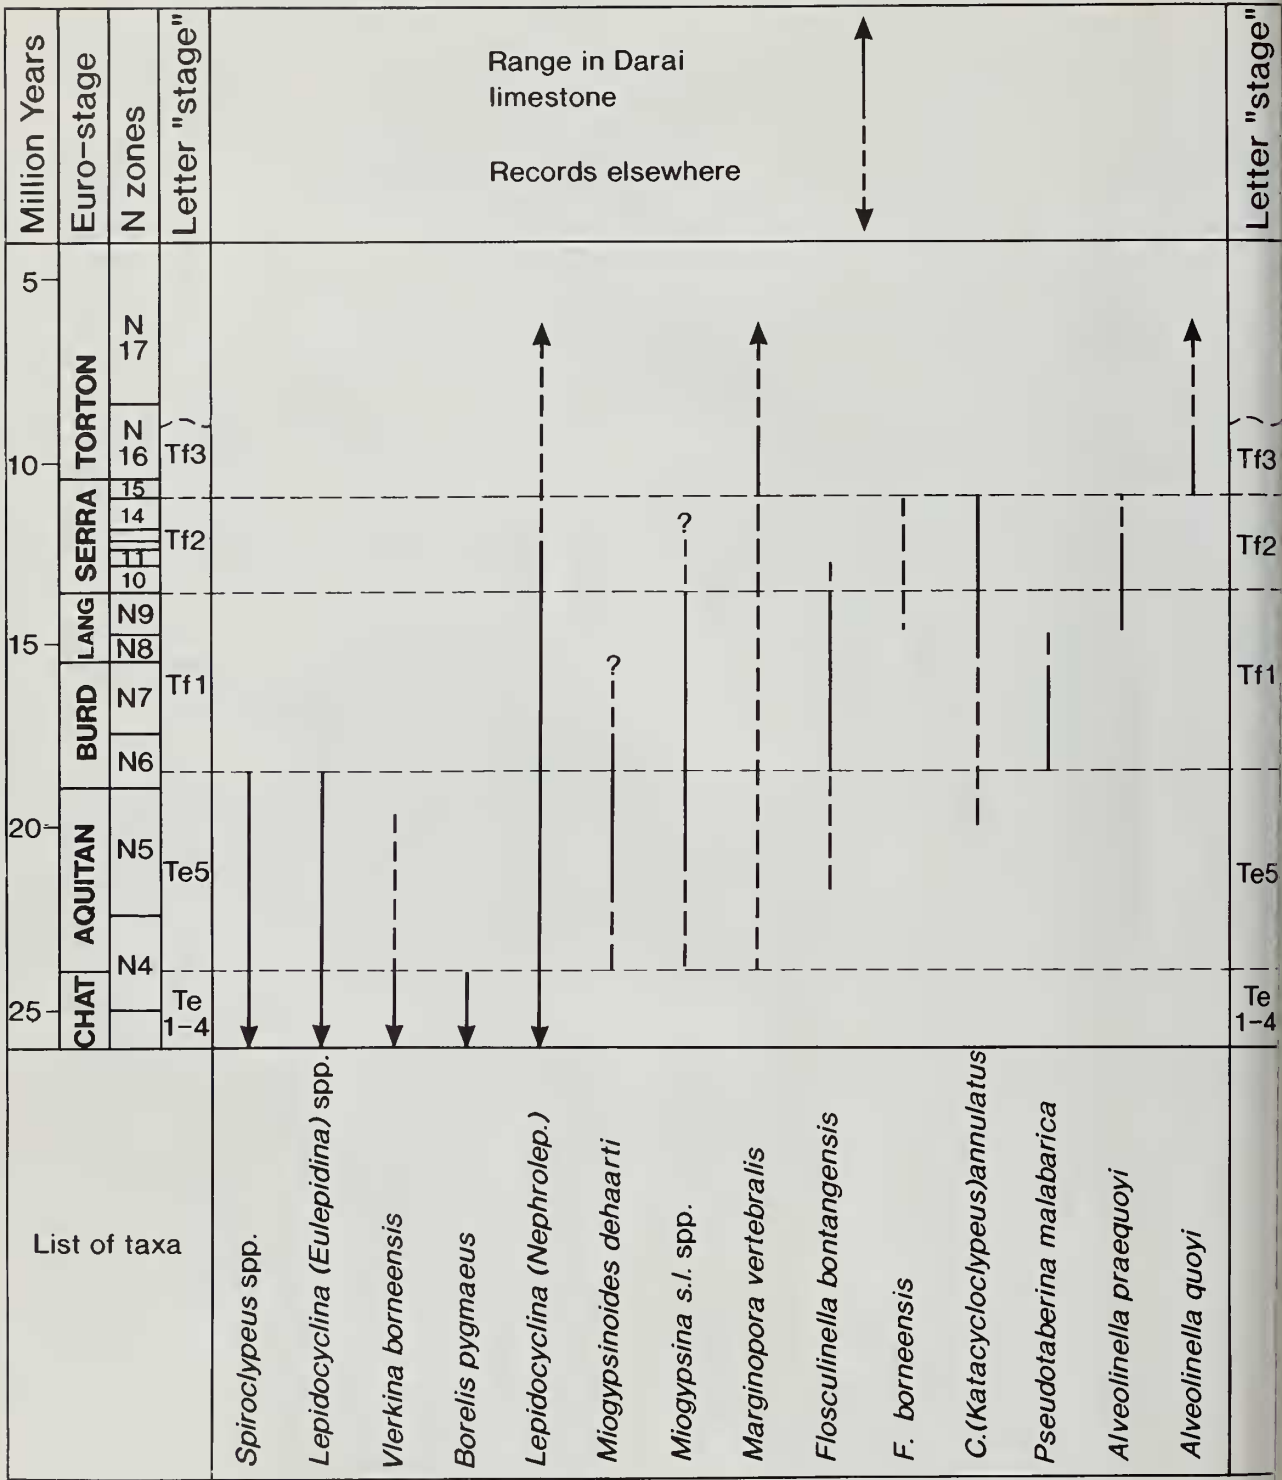 Million Years
Euro-stage
N zones
Letter "stage"
Range in Darai
limestone
Records elsewhere
Letter "stage"
5
10
15
20
25
TORTON
SERRA
LANG
BURD
AQUITAN
CHAT
N
17
N
16
15
14
11
10
N9
N8
N7
N6
N5
N4
Tf3
Tf2
Tf1
Te5
Te
1-4
?
?
Tf3
Tf2
Tf1
Te5
Te
1-4
List of taxa
Spiroclypeus spp.
Lepidocyclina (Eulepidina) spp.
Vlerkina borneensis
Borelis pygmaeus
Lepidocyclina (Nephrolep.)
Miogypsinoides dehaarti
Miogypsina s.l. spp.
Marginopora vertebralis
Flosculinella bontangensis
F. borneensis
C.(Katacycloclypeus)annulatus
Pseudotaberina malabarica
Alveolinella praequoyi
Alveolinella quoyi